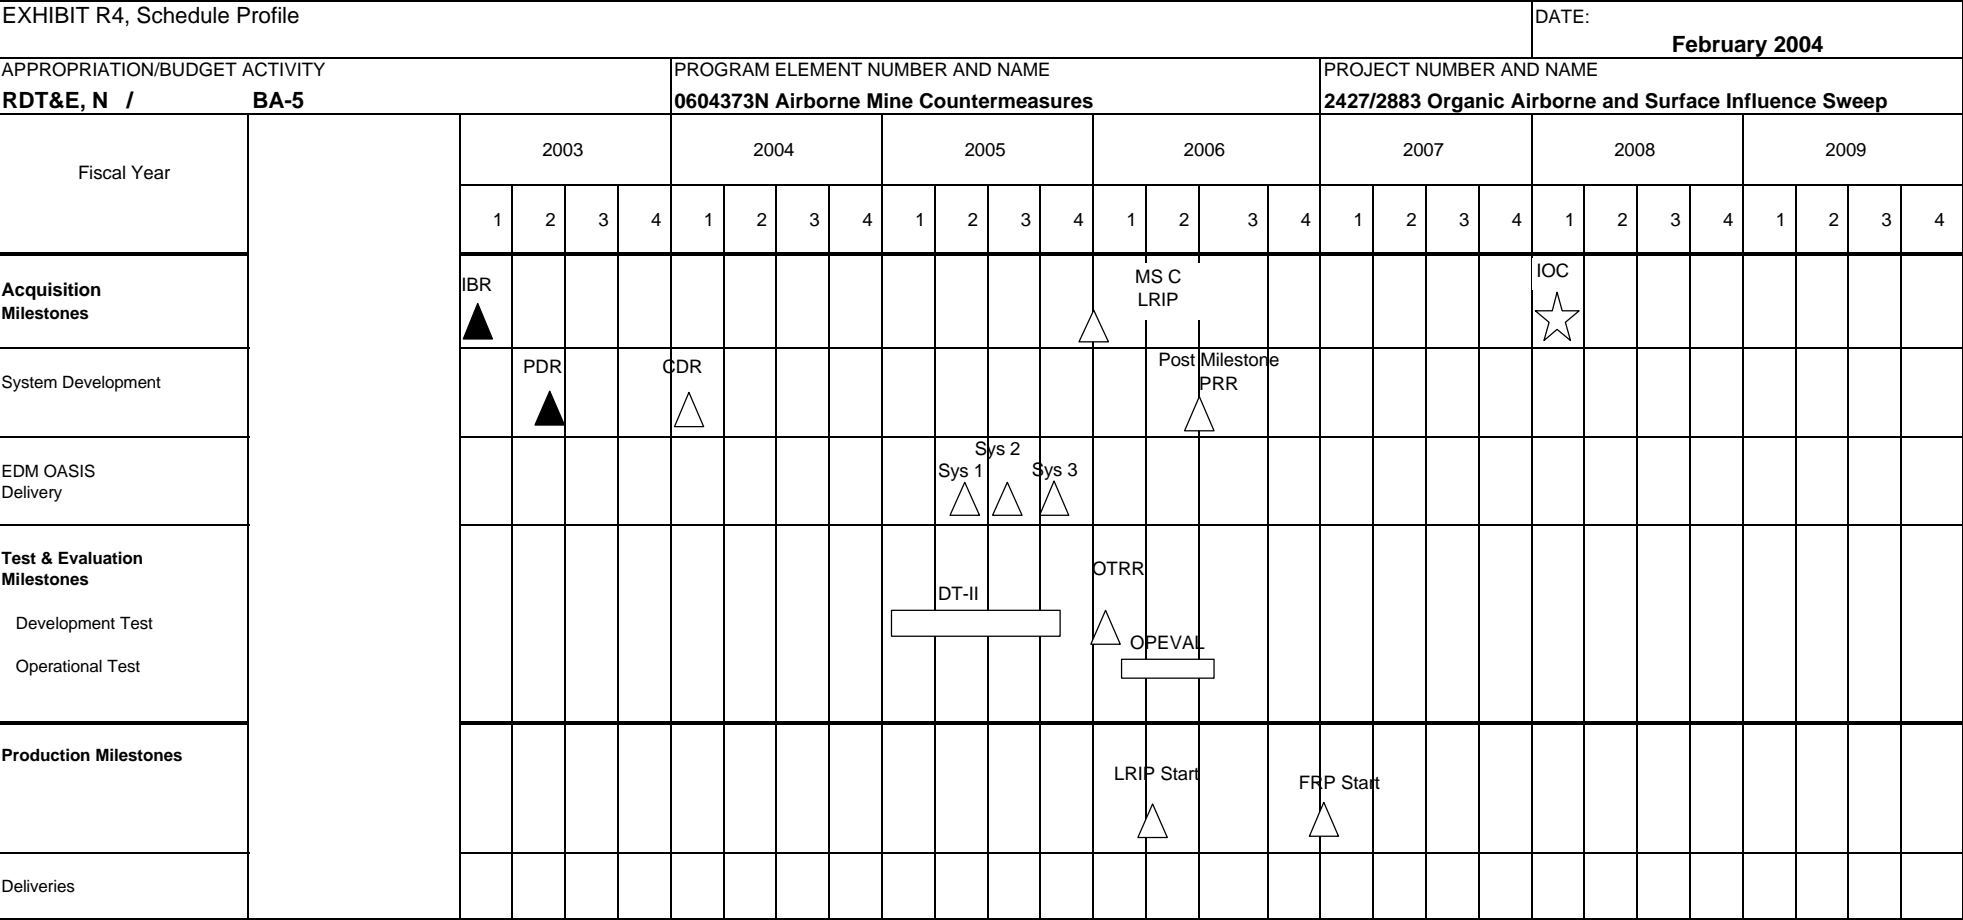 EXHIBIT R4, Schedule Profile
DATE:
February 2004
APPROPRIATION/BUDGET ACTIVITY
PROGRAM ELEMENT NUMBER AND NAME
PROJECT NUMBER AND NAME
RDT&E, N / BA-5
0604373N Airborne Mine Countermeasures
2427/2883 Organic Airborne and Surface Influence Sweep
Fiscal Year
2003 2004 2005 2006 2007 2008 2009
1 2 3 4 1 2 3 4 1 2 3 4 1 2 3 4 1 2 3 4 1 2 3 4 1 2 3 4
Acquisition
Milestones
IBR
MS C
LRIP
IOC
System Development
PDR
CDR
Post Milestone
PRR
EDM OASIS
Delivery
Sys 1
Sys 2
Sys 3
Test & Evaluation
Milestones
OTRR
DT-II
Development Test
OPEVAL
Operational Test
Production Milestones
LRIP Start
FRP Start
Deliveries